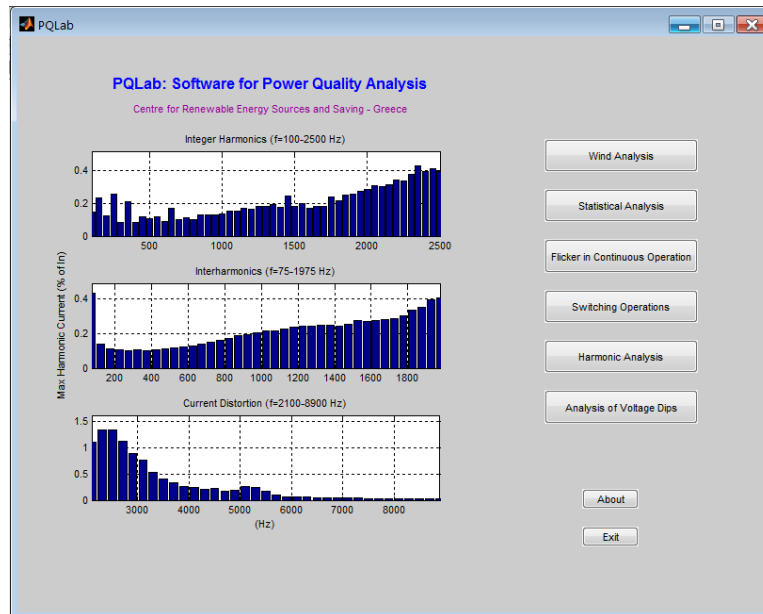 PQLab
PQLab: Software for Power Quality Analysis
Centre for Renewable Energy Sources and Saving - Greece
Integer Harmonics (f=100-2500 Hz)
0.4
0.2
0
500 1000 1500 2000 2500
Interharmonics (f=75-1975 Hz)
Max Harmonic Current (% of In)
0.4
0.2
0
200 400 600 800 1000 1200 1400 1600 1800
Current Distortion (f=2100-8900 Hz)
1.5
1
0.5
0
3000 4000 5000 6000 7000 8000
(Hz)
Wind Analysis
Statistical Analysis
Flicker in Continuous Operation
Switching Operations
Harmonic Analysis
Analysis of Voltage Dips
About
Exit